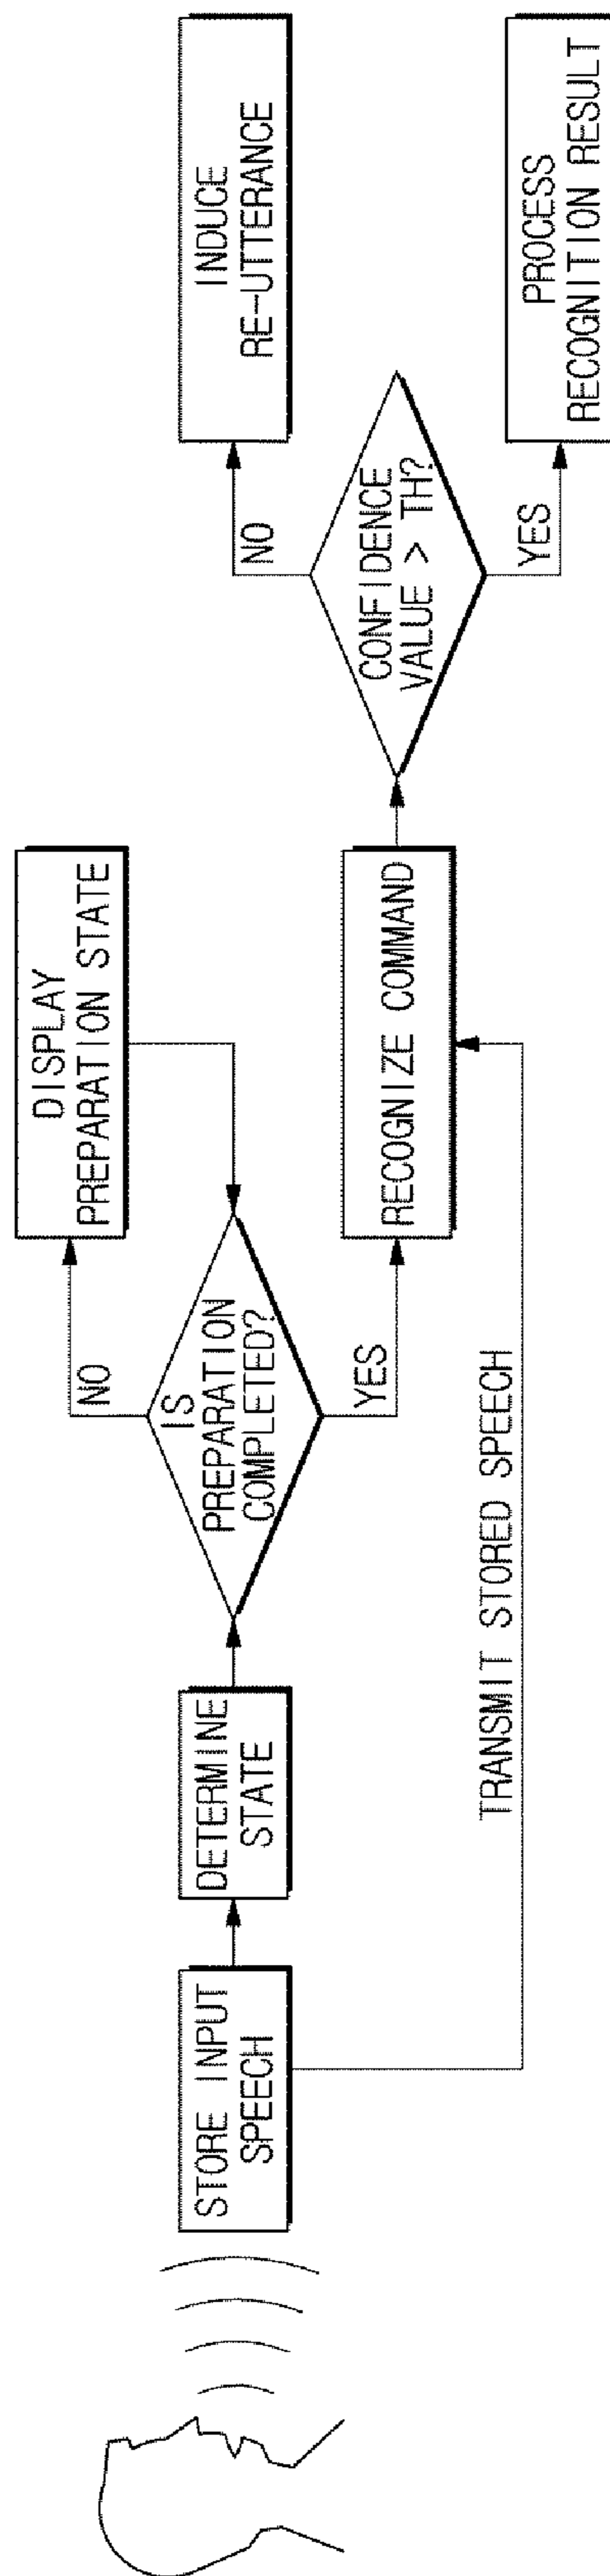 STORE INPUT
SPEECH
DETERMINE
STATE
IS
PREPARATION
COMPLETED?
NO
DISPLAY
PREPARATION STATE
YES
RECOGNIZE COMMAND
TRANSMIT STORED SPEECH
CONFIDENCE
VALUE > TH?
NO
INDUCE
RE-UTTERANCE
YES
PROCESS
RECOGNITION RESULT